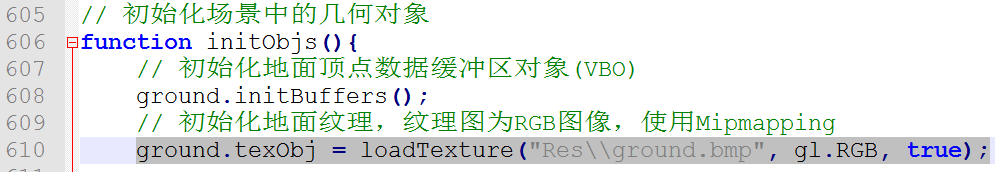 605 // 初始化场景中的几何对象
606 function initObjs(){
607 // 初始化地面顶点数据缓冲区对象(VBO)
608 ground.initBuffers();
609 // 初始化地面纹理，纹理图为RGB图像，使用Mipmapping
610 ground.texObj = loadTexture("Res\\ground.bmp", gl.RGB, true);